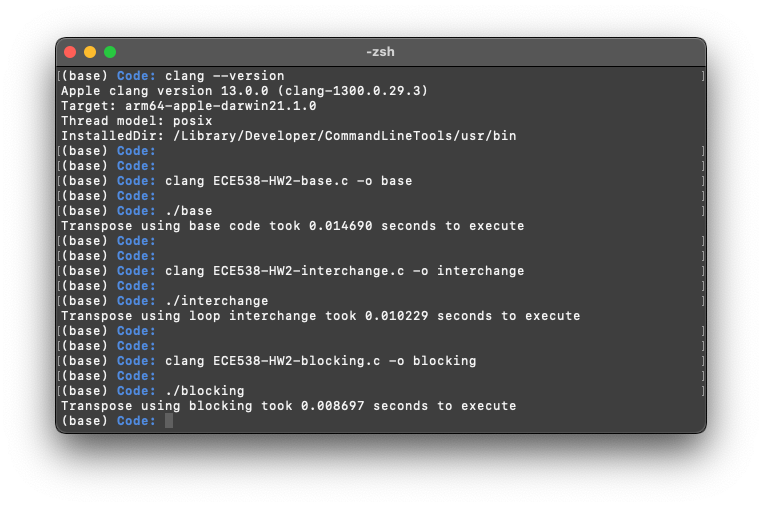 -zsh
[(base) Code: clang --version ]
Apple clang version 13.0.0 (clang-1300.0.29.3)
Target: arm64-apple-darwin21.1.0
Thread model: posix
InstalledDir: /Library/Developer/CommandLineTools/usr/bin
[(base) Code: ]
[(base) Code: ]
[(base) Code: clang ECE538-HW2-base.c -o base ]
[(base) Code: ]
[(base) Code: ./base ]
Transpose using base code took 0.014690 seconds to execute
[(base) Code: ]
[(base) Code: ]
[(base) Code: clang ECE538-HW2-interchange.c -o interchange ]
[(base) Code: ]
[(base) Code: ./interchange ]
Transpose using loop interchange took 0.010229 seconds to execute
[(base) Code: ]
[(base) Code: ]
[(base) Code: clang ECE538-HW2-blocking.c -o blocking ]
[(base) Code: ]
[(base) Code: ./blocking ]
Transpose using blocking took 0.008697 seconds to execute
(base) Code: